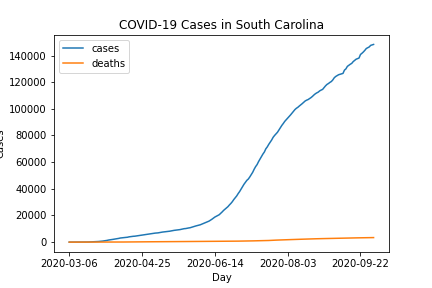 COVID-19 Cases in South Carolina
cases
deaths
140000
120000
100000
80000
60000
40000
20000
0
Cases
2020-03-06 2020-04-25 2020-06-14 2020-08-03 2020-09-22
Day